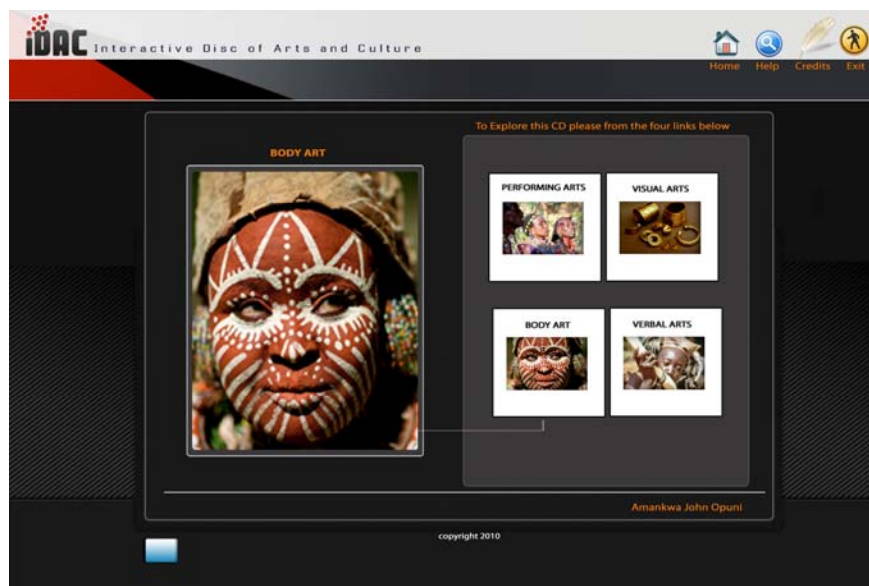 iDAC Interactive Disc of Arts and Culture
Home Help Credits Exit
To Explore this CD please from the four links below
BODY ART
PERFORMING ARTS
VISUAL ARTS
BODY ART
VERBAL ARTS
Amankwa John Opuni
copyright 2010